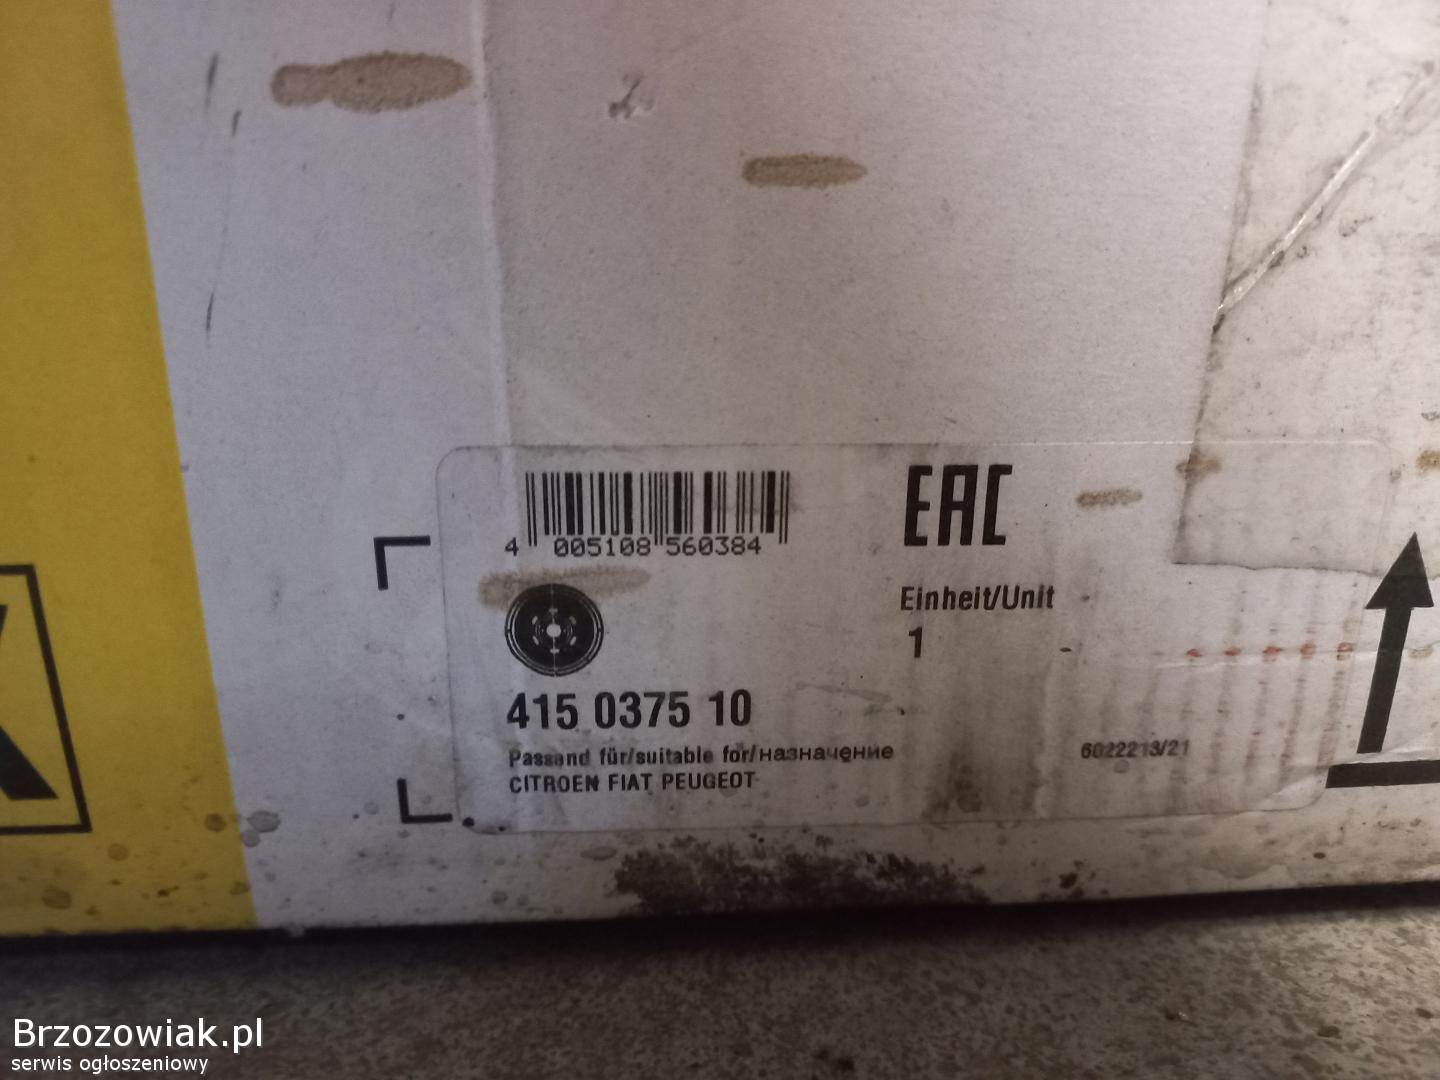 EAC
4 005108 560384
Einheit/Unit
1
415 0375 10
Passend für/suitable for/назначение
6022213/21
CITROEN FIAT PEUGEOT
Brzozowiak.pl
serwis ogłoszeniowy